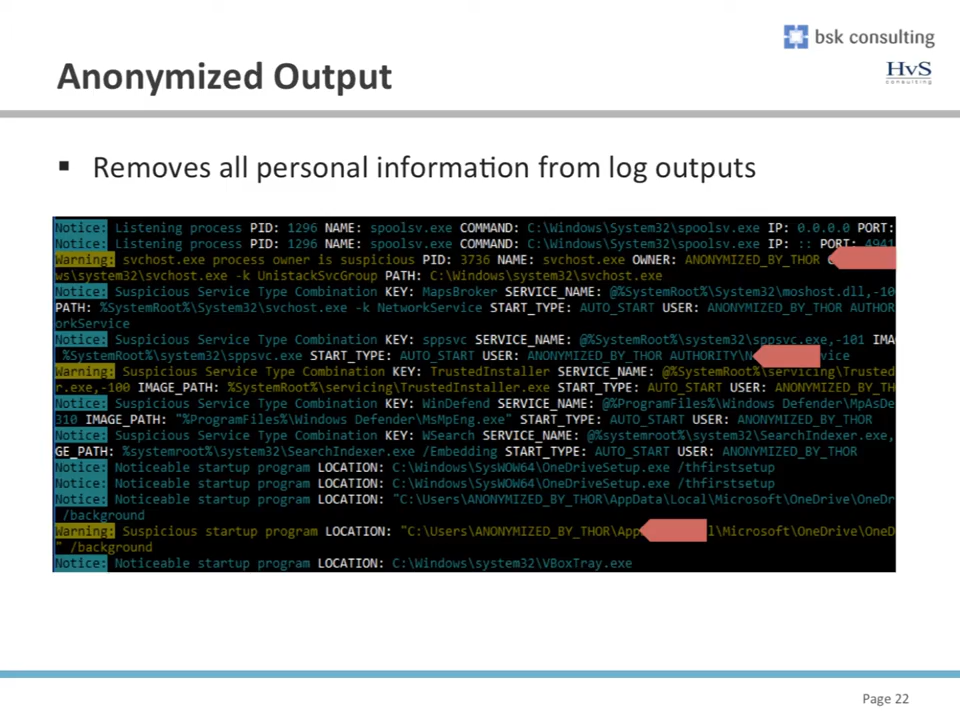 bsk consulting
HvS
consulting
Anonymized Output
▪ Removes all personal information from log outputs
Notice: Listening process PID: 1296 NAME: spoolsv.exe COMMAND: C:\Windows\System32\spoolsv.exe IP: 0.0.0.0 PORT:
Notice: Listening process PID: 1296 NAME: spoolsv.exe COMMAND: C:\Windows\System32\spoolsv.exe IP: :: PORT: 4941
Warning: svchost.exe process owner is suspicious PID: 3736 NAME: svchost.exe OWNER: ANONYMIZED_BY_THOR
ws\system32\svchost.exe -k UnistackSvcGroup PATH: C:\Windows\system32\svchost.exe
Notice: Suspicious Service Type Combination KEY: MapsBroker SERVICE_NAME: @%SystemRoot%\System32\moshost.dll,-10
PATH: %SystemRoot%\System32\svchost.exe -k NetworkService START_TYPE: AUTO_START USER: ANONYMIZED_BY_THOR AUTHOR
orkService
Notice: Suspicious Service Type Combination KEY: sppsvc SERVICE_NAME: @%SystemRoot%\system32\sppsvc.exe,-101 IMA
%SystemRoot%\system32\sppsvc.exe START_TYPE: AUTO_START USER: ANONYMIZED_BY_THOR AUTHORITY\N vice
Warning: Suspicious Service Type Combination KEY: TrustedInstaller SERVICE_NAME: @%SystemRoot%\servicing\Trusted
r.exe,-100 IMAGE_PATH: %SystemRoot%\servicing\TrustedInstaller.exe START_TYPE: AUTO_START USER: ANONYMIZED_BY_TH
Notice: Suspicious Service Type Combination KEY: WinDefend SERVICE_NAME: @%ProgramFiles%\Windows Defender\MpAsDe
310 IMAGE_PATH: "%ProgramFiles%\Windows Defender\MsMpEng.exe" START_TYPE: AUTO_START USER: ANONYMIZED_BY_THOR
Notice: Suspicious Service Type Combination KEY: WSearch SERVICE_NAME: @%systemroot%\system32\SearchIndexer.exe,
GE_PATH: %systemroot%\system32\SearchIndexer.exe /Embedding START_TYPE: AUTO_START USER: ANONYMIZED_BY_THOR
Notice: Noticeable startup program LOCATION: C:\Windows\SysWOW64\OneDriveSetup.exe /thfirstsetup
Notice: Noticeable startup program LOCATION: C:\Windows\SysWOW64\OneDriveSetup.exe /thfirstsetup
Notice: Noticeable startup program LOCATION: "C:\Users\ANONYMIZED_BY_THOR\AppData\Local\Microsoft\OneDrive\OneDr
/background
Warning: Suspicious startup program LOCATION: "C:\Users\ANONYMIZED_BY_THOR\App l\Microsoft\OneDrive\OneD
" /background
Notice: Noticeable startup program LOCATION: C:\Windows\system32\VBoxTray.exe
Page 22